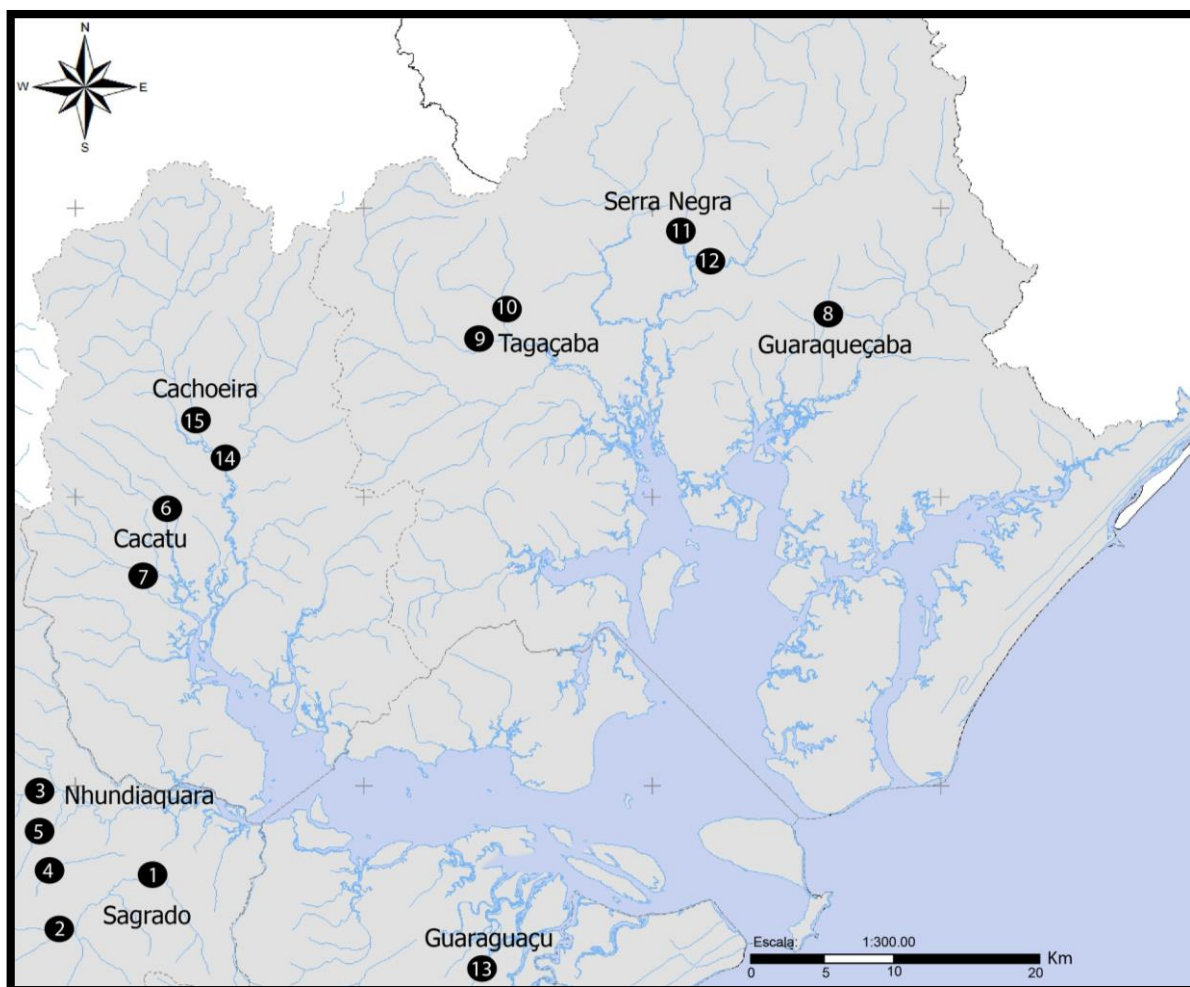 N
W E
S
Serra Negra
11
12
10
8
9 Tagaçaba
Guaraqueçaba
Cachoeira
15
14
6
Cacatu
7
3 Nhundiaquara
5
4 1
Sagrado
2
Guaraguaçu
13
Escala: 1:300.00
Km
0 5 10 20